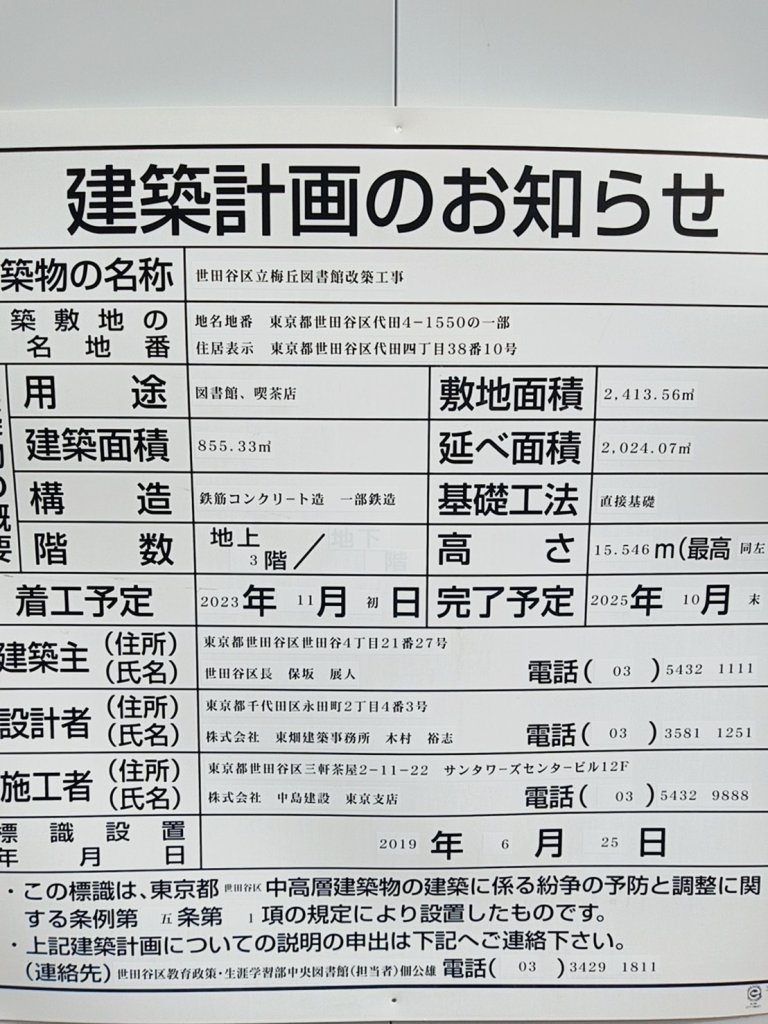 建築計画のお知らせ
築物の名称 世田谷区立梅丘図書館改築工事
築敷地の 地名地番 東京都世田谷区代田4-1550の一部
名地番 住居表示 東京都世田谷区代田四丁目38番10号
用途 図書館、喫茶店 敷地面積 2,413.56㎡
建築面積 855.33㎡ 延べ面積 2,024.07㎡
構造 鉄筋コンクリート造 一部鉄造 基礎工法 直接基礎
階数 地上 3階/ 地下 階 高さ 15.546m(最高 同左
概要
着工予定 2023年 11月 初日 完了予定 2025年 10月 末
建築主 (住所) 東京都世田谷区世田谷4丁目21番27号
(氏名) 世田谷区長 保坂 展人 電話( 03 )5432 1111
設計者 (住所) 東京都千代田区永田町2丁目4番3号
(氏名) 株式会社 東畑建築事務所 木村 裕志 電話( 03 )3581 1251
施工者 (住所) 東京都世田谷区三軒茶屋2-11-22 サンタワーズセンタービル12F
(氏名) 株式会社 中島建設 東京支店 電話( 03 )5432 9888
標識設置
年月日 2019 年 6 月 25 日
・この標識は、東京都 世田谷区 中高層建築物の建築に係る紛争の予防と調整に関
する条例第 五 条第 1 項の規定により設置したものです。
・上記建築計画についての説明の申出は下記へご連絡下さい。
(連絡先) 世田谷区教育政策・生涯学習部中央図書館(担当者)佃公雄 電話( 03 )3429 1811